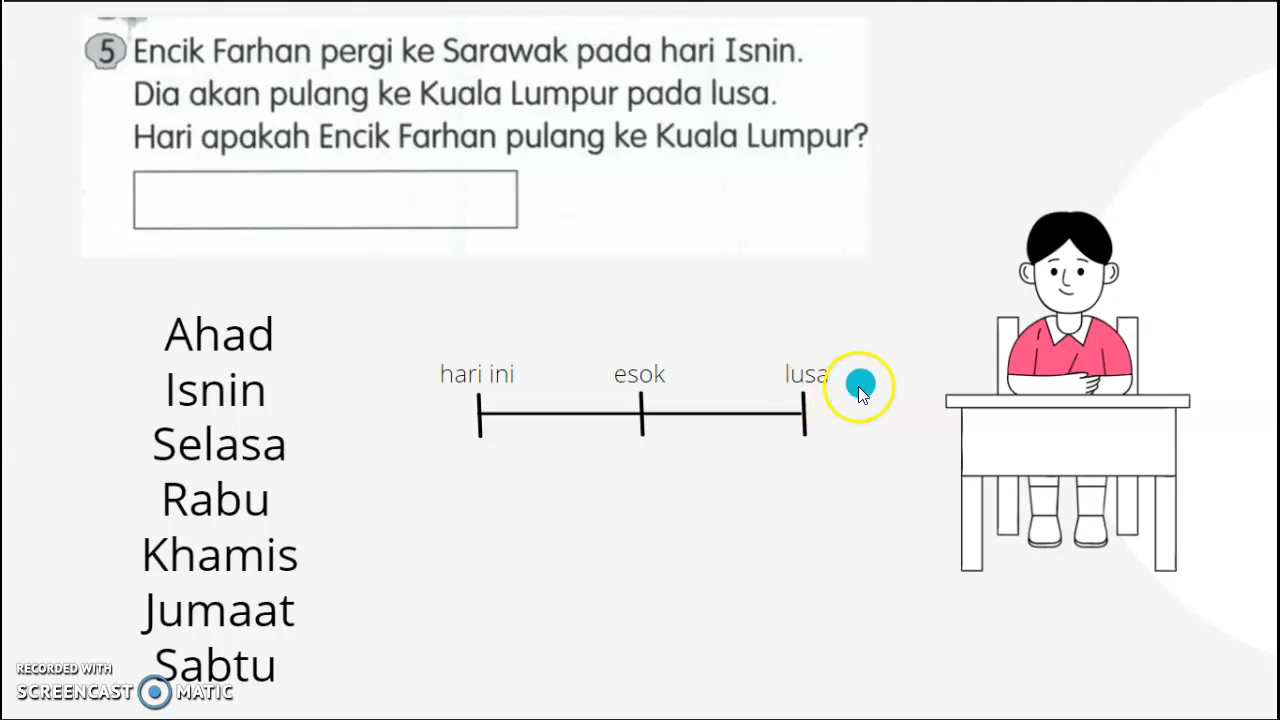 5 Encik Farhan pergi ke Sarawak pada hari Isnin.
Dia akan pulang ke Kuala Lumpur pada lusa.
Hari apakah Encik Farhan pulang ke Kuala Lumpur?
Ahad
Isnin
Selasa
Rabu
Khamis
Jumaat
Sabtu
hari ini esok lusa
RECORDED WITH
SCREENCAST MATIC